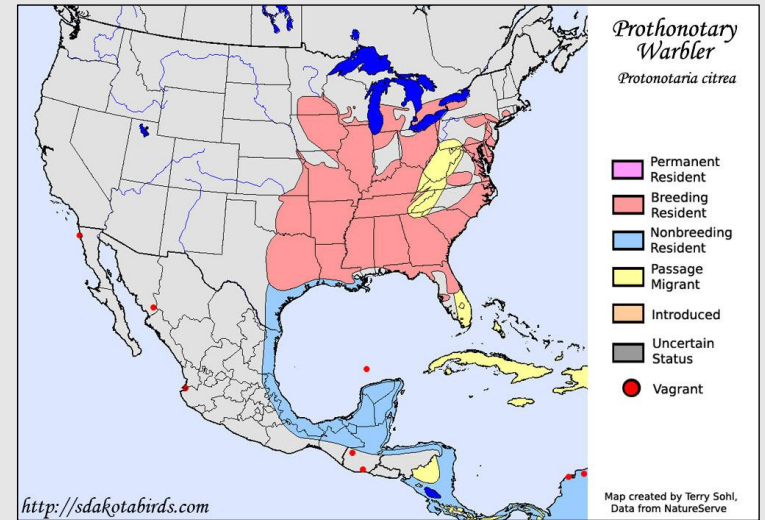 Prothonotary
Warbler
Protonotaria citrea
Permanent
Resident
Breeding
Resident
Nonbreeding
Resident
Passage
Migrant
Introduced
Uncertain
Status
Vagrant
http://sdakotabirds.com
Map created by Terry Sohl,
Data from NatureServe